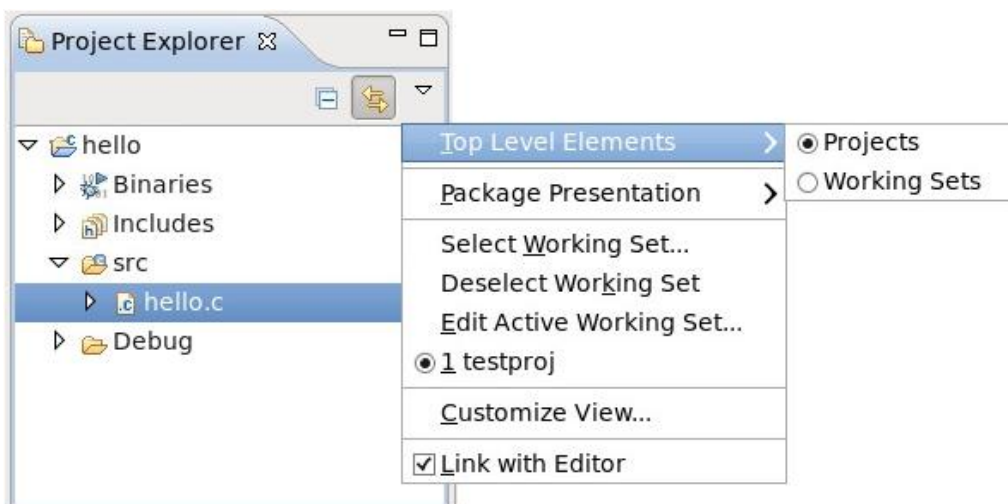 Project Explorer
hello
Binaries
Includes
src
hello.c
Debug
Top Level Elements
Package Presentation
Select Working Set...
Deselect Working Set
Edit Active Working Set...
1 testproj
Customize View...
Link with Editor
Projects
Working Sets